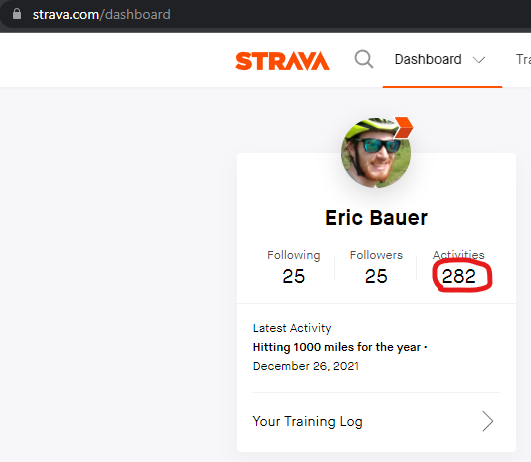 strava.com/dashboard
STRAVA
Dashboard
Tra
Eric Bauer
Following Followers Activities
25 25 282
Latest Activity
Hitting 1000 miles for the year •
December 26, 2021
Your Training Log